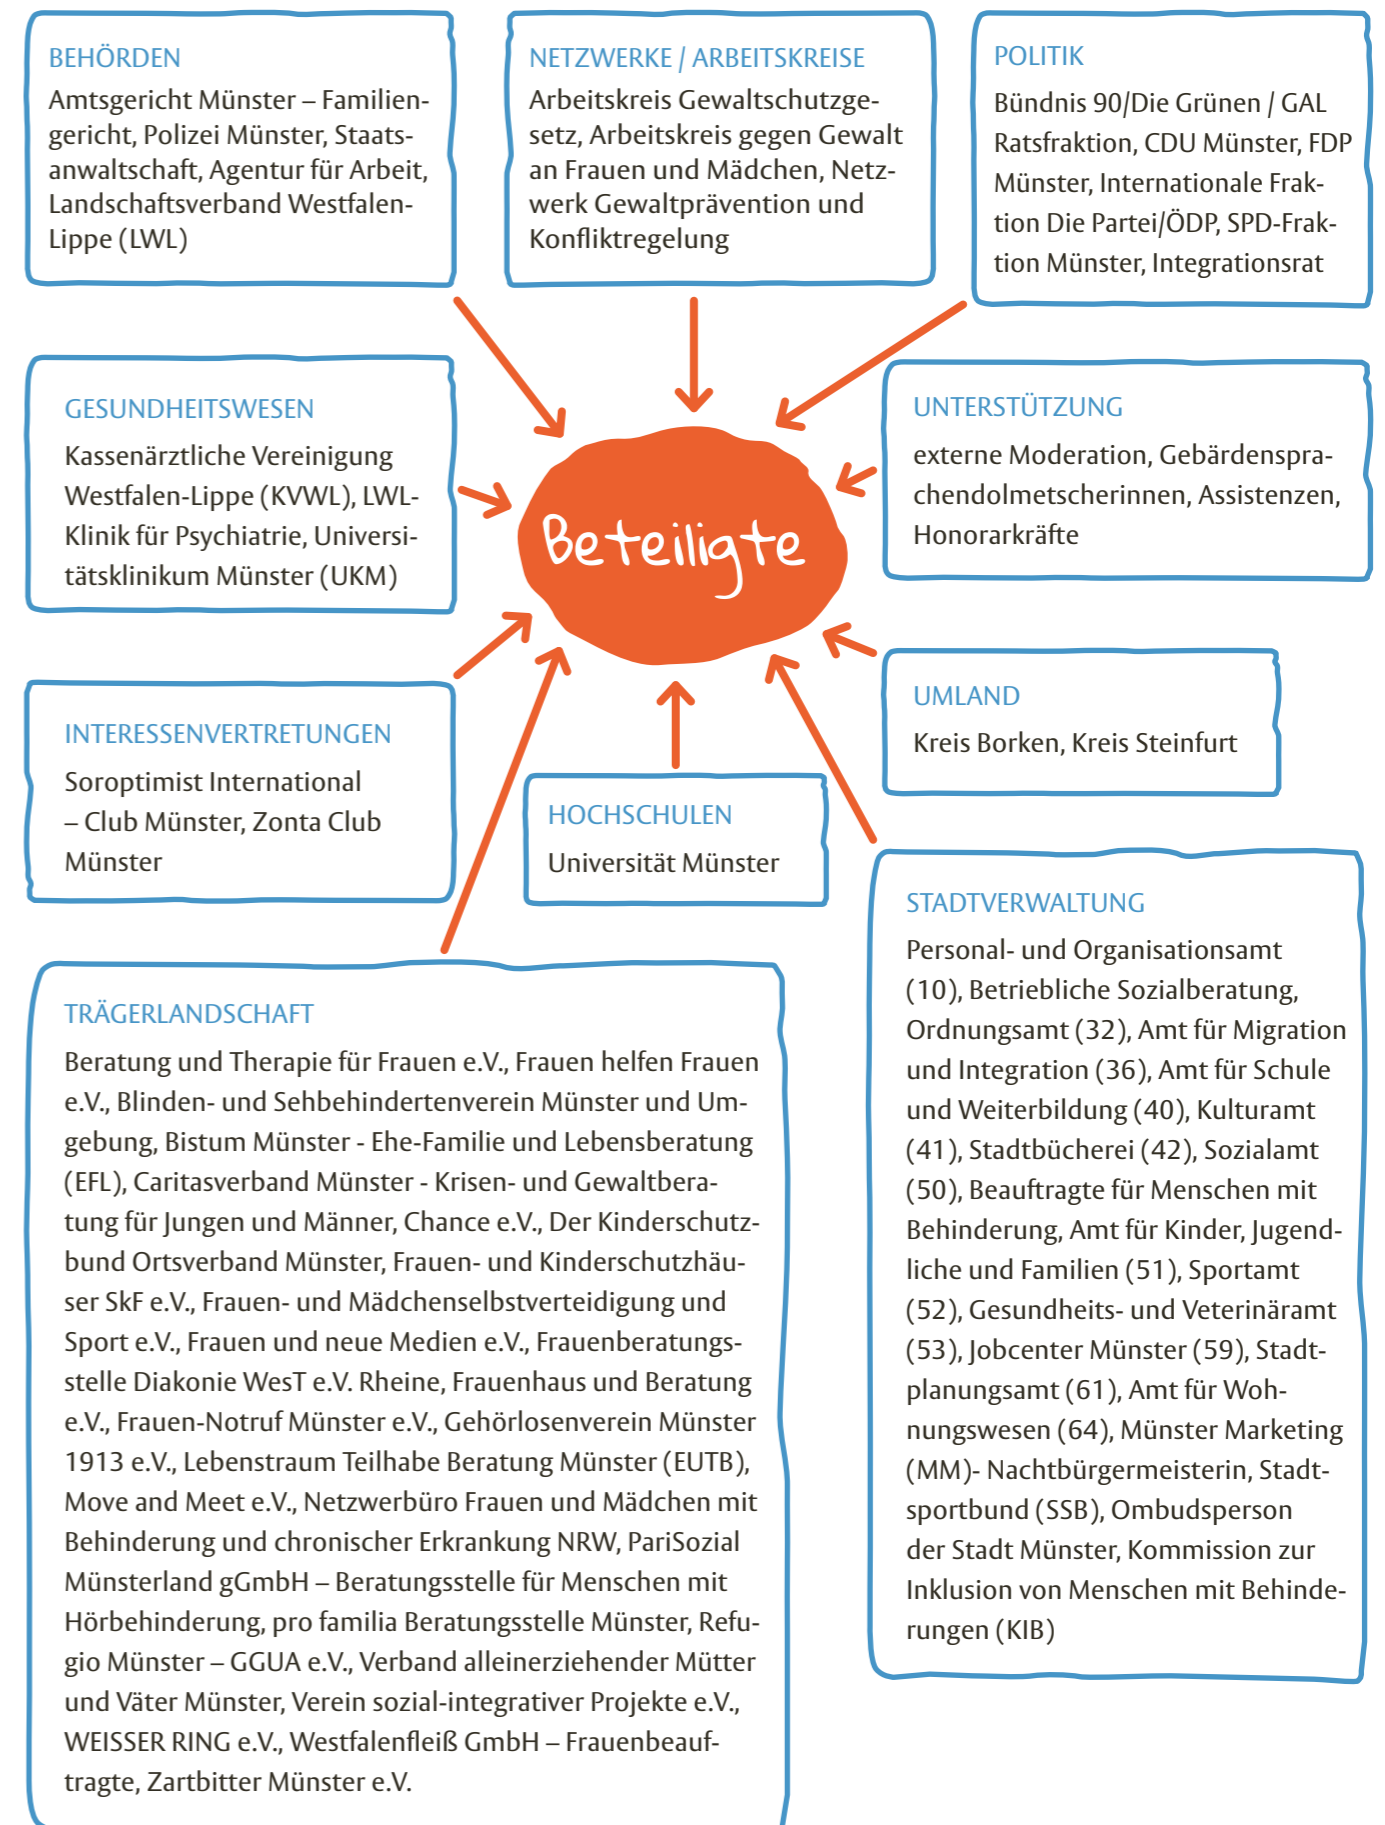 BEHÖRDEN
Amtsgericht Münster – Familien-
gericht, Polizei Münster, Staats-
anwaltschaft, Agentur für Arbeit,
Landschaftsverband Westfalen-
Lippe (LWL)
NETZWERKE / ARBEITSKREISE
Arbeitskreis Gewaltschutzge-
setz, Arbeitskreis gegen Gewalt
an Frauen und Mädchen, Netz-
werk Gewaltprävention und
Konfliktregelung
POLITIK
Bündnis 90/Die Grünen / GAL
Ratsfraktion, CDU Münster, FDP
Münster, Internationale Frak-
tion Die Partei/ÖDP, SPD-Frak-
tion Münster, Integrationsrat
GESUNDHEITSWESEN
Kassenärztliche Vereinigung
Westfalen-Lippe (KVWL), LWL-
Klinik für Psychiatrie, Universi-
tätsklinikum Münster (UKM)
Beteiligte
UNTERSTÜTZUNG
externe Moderation, Gebärdenspra-
chendolmetscherinnen, Assistenzen,
Honorarkräfte
INTERESSENVERTRETUNGEN
Soroptimist International
– Club Münster, Zonta Club
Münster
HOCHSCHULEN
Universität Münster
UMLAND
Kreis Borken, Kreis Steinfurt
TRÄGERLANDSCHAFT
Beratung und Therapie für Frauen e.V., Frauen helfen Frauen
e.V., Blinden- und Sehbehindertenverein Münster und Um-
gebung, Bistum Münster - Ehe-Familie und Lebensberatung
(EFL), Caritasverband Münster - Krisen- und Gewaltbera-
tung für Jungen und Männer, Chance e.V., Der Kinderschutz-
bund Ortsverband Münster, Frauen- und Kinderschutzhäu-
ser SkF e.V., Frauen- und Mädchenselbstverteidigung und
Sport e.V., Frauen und neue Medien e.V., Frauenberatungs-
stelle Diakonie WesT e.V. Rheine, Frauenhaus und Beratung
e.V., Frauen-Notruf Münster e.V., Gehörlosenverein Münster
1913 e.V., Lebenstraum Teilhabe Beratung Münster (EUTB),
Move and Meet e.V., Netzwerbüro Frauen und Mädchen mit
Behinderung und chronischer Erkrankung NRW, PariSozial
Münsterland gGmbH – Beratungsstelle für Menschen mit
Hörbehinderung, pro familia Beratungsstelle Münster, Refu-
gio Münster – GGUA e.V., Verband alleinerziehender Mütter
und Väter Münster, Verein sozial-integrativer Projekte e.V.,
WEISSER RING e.V., Westfalenfleiß GmbH – Frauenbeauf-
tragte, Zartbitter Münster e.V.
STADTVERWALTUNG
Personal- und Organisationsamt
(10), Betriebliche Sozialberatung,
Ordnungsamt (32), Amt für Migration
und Integration (36), Amt für Schule
und Weiterbildung (40), Kulturamt
(41), Stadtbücherei (42), Sozialamt
(50), Beauftragte für Menschen mit
Behinderung, Amt für Kinder, Jugend-
liche und Familien (51), Sportamt
(52), Gesundheits- und Veterinäramt
(53), Jobcenter Münster (59), Stadt-
planungsamt (61), Amt für Woh-
nungswesen (64), Münster Marketing
(MM)- Nachtbürgermeisterin, Stadt-
sportbund (SSB), Ombudsperson
der Stadt Münster, Kommission zur
Inklusion von Menschen mit Behinde-
rungen (KIB)